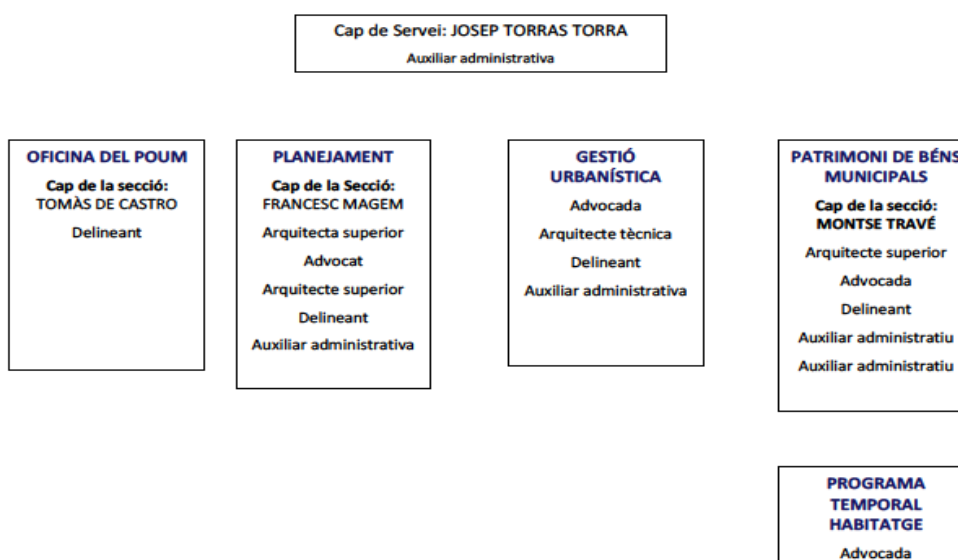 Cap de Servei: JOSEP TORRAS TORRA
Auxiliar administrativa
OFICINA DEL POUM
Cap de la secció:
TOMÀS DE CASTRO
Delineant
PLANEJAMENT
Cap de la Secció:
FRANCESC MAGEM
Arquitecta superior
Advocat
Arquitecte superior
Delineant
Auxiliar administrativa
GESTIÓ
URBANÍSTICA
Advocada
Arquitecte tècnica
Delineant
Auxiliar administrativa
PATRIMONI DE BÉNS
MUNICIPALS
Cap de la secció:
MONTSE TRAVÉ
Arquitecte superior
Advocada
Delineant
Auxiliar administratiu
Auxiliar administratiu
PROGRAMA
TEMPORAL
HABITATGE
Advocada